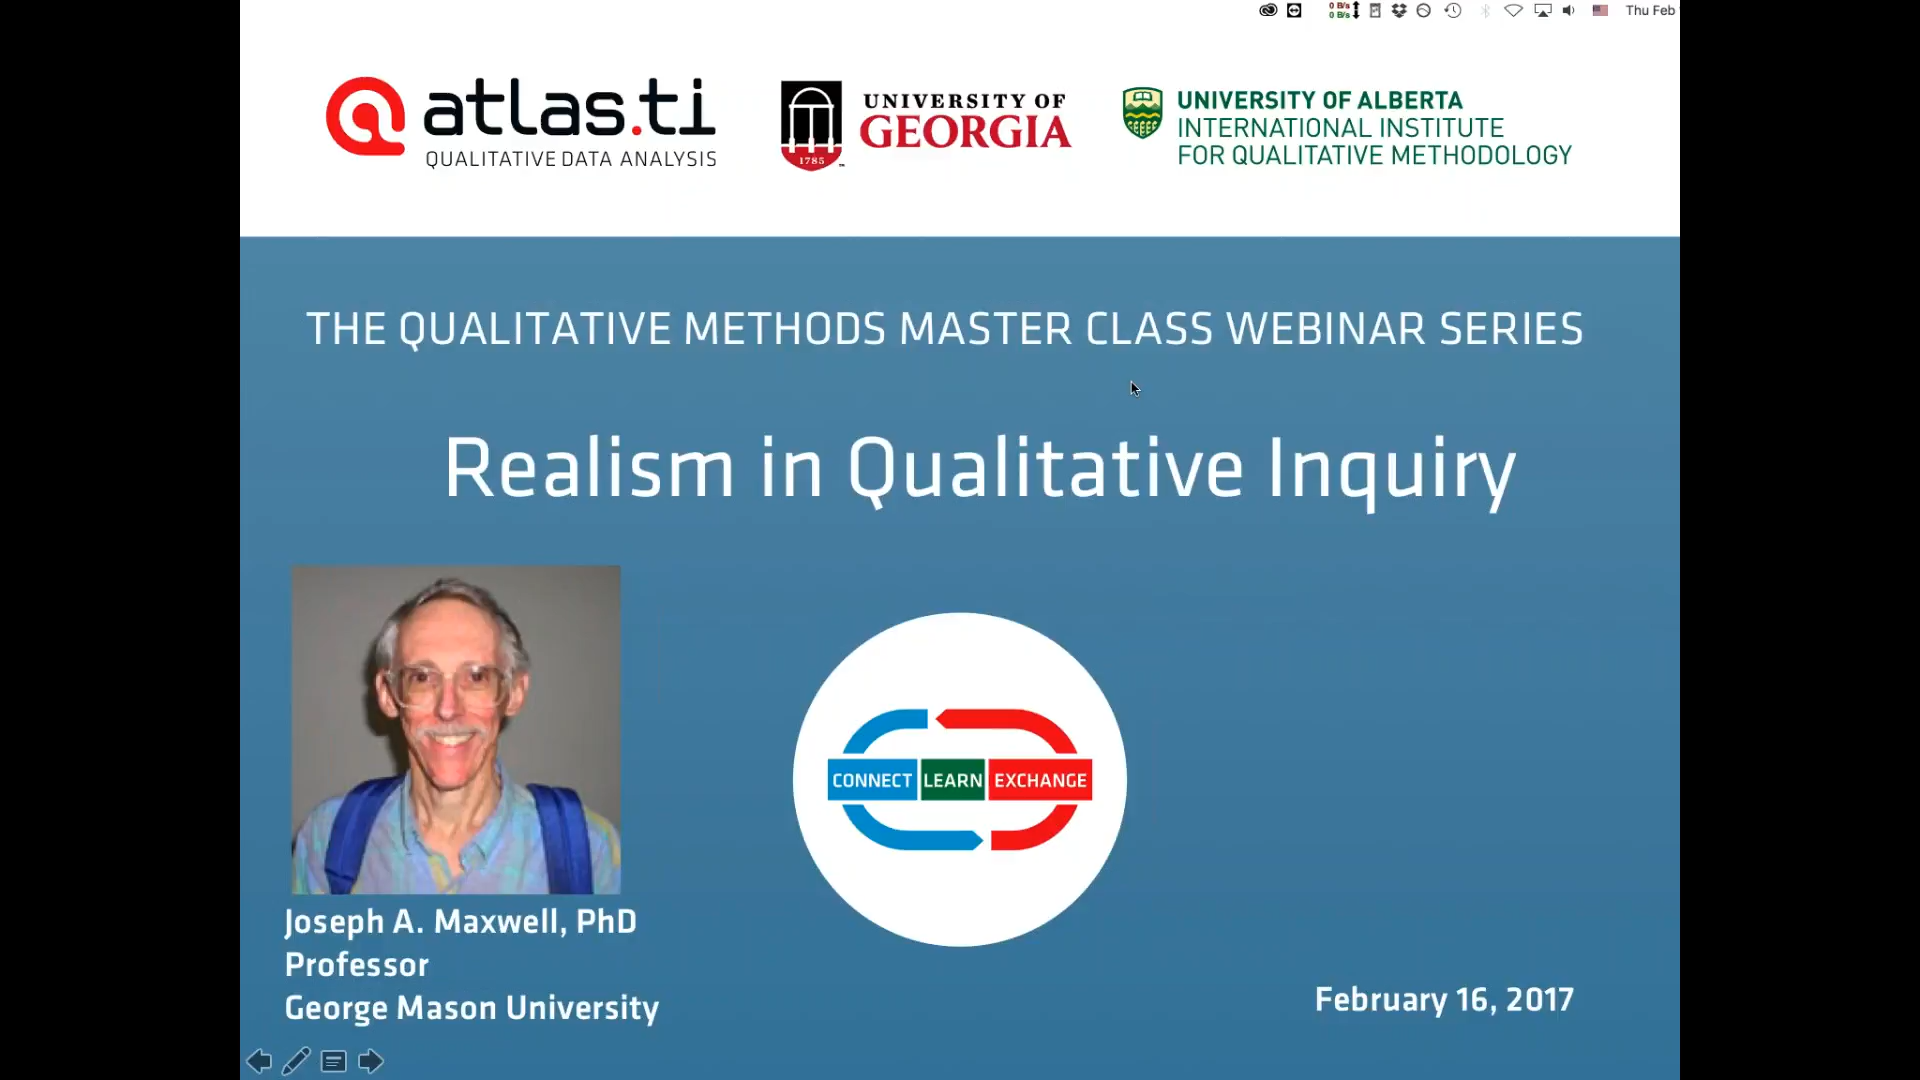 0 B/s
0 B/s
Thu Feb
atlas.ti
QUALITATIVE DATA ANALYSIS
1785
UNIVERSITY OF
GEORGIA
UNIVERSITY OF ALBERTA
INTERNATIONAL INSTITUTE
FOR QUALITATIVE METHODOLOGY
THE QUALITATIVE METHODS MASTER CLASS WEBINAR SERIES
Realism in Qualitative Inquiry
CONNECT LEARN EXCHANGE
Joseph A. Maxwell, PhD
Professor
George Mason University
February 16, 2017